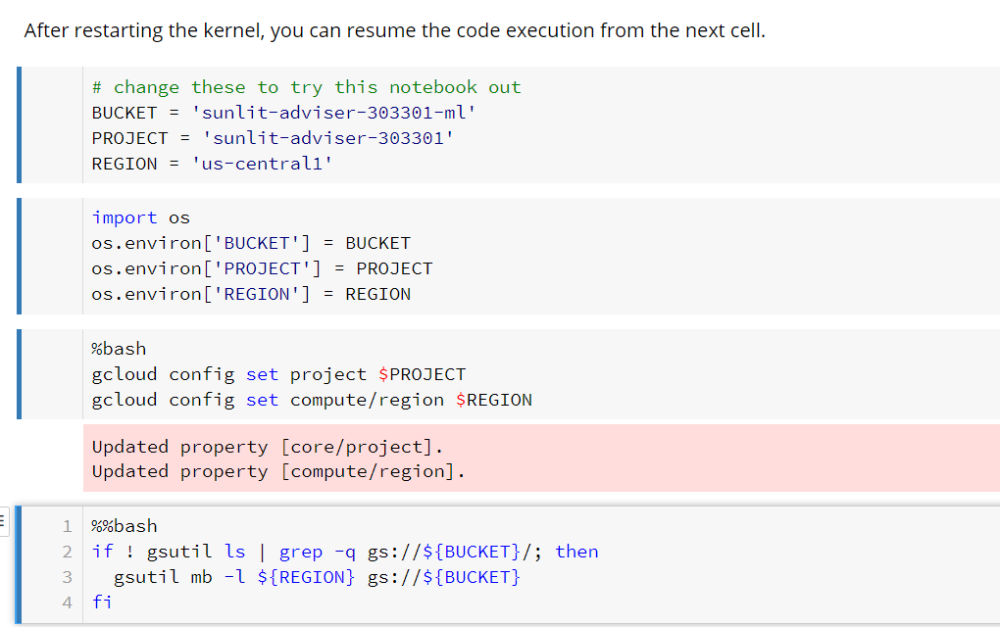 After restarting the kernel, you can resume the code execution from the next cell.
# change these to try this notebook out
BUCKET = 'sunlit-adviser-303301-ml'
PROJECT = 'sunlit-adviser-303301'
REGION = 'us-central1'
import os
os.environ['BUCKET'] = BUCKET
os.environ['PROJECT'] = PROJECT
os.environ['REGION'] = REGION
%bash
gcloud config set project $PROJECT
gcloud config set compute/region $REGION
Updated property [core/project].
Updated property [compute/region].
1 %%bash
2 if ! gsutil ls | grep -q gs://${BUCKET}/; then
3   gsutil mb -l ${REGION} gs://${BUCKET}
4 fi